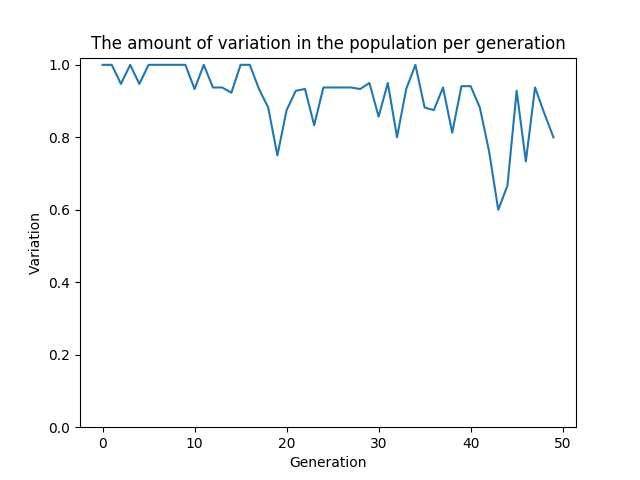 The amount of variation in the population per generation
1.0
0.8
0.6
0.4
0.2
0.0
Variation
0 10 20 30 40 50
Generation